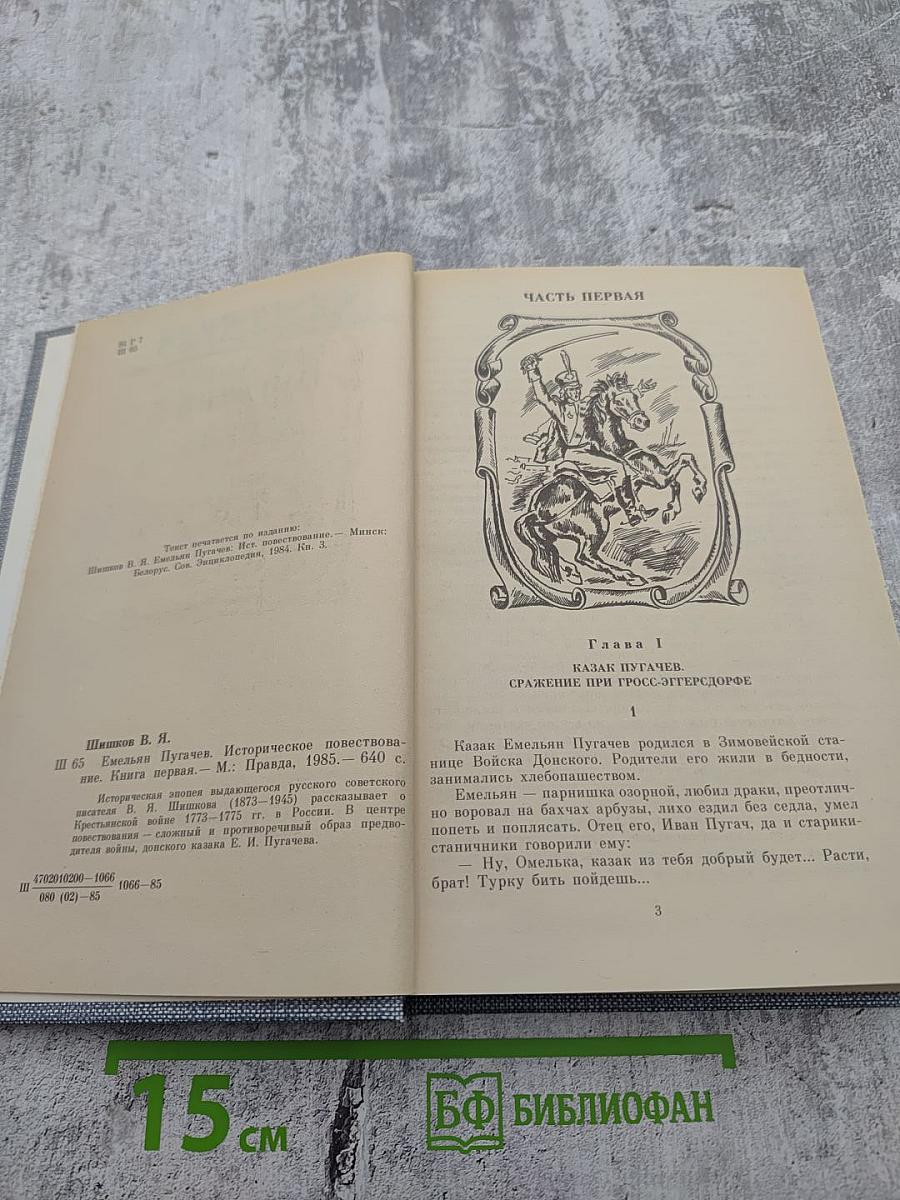 84 Р 7
Ш 65
Текст печатается по изданию:
Шишков В. Я. Емельян Пугачев: Ист. повествование.— Минск:
Белорус. Сов. Энциклопедия, 1984. Кн. 3.
Шишков В. Я.
Ш 65 Емельян Пугачев. Историческое повествова-
ние. Книга первая.— М.: Правда, 1985.— 640 с.
Историческая эпопея выдающегося русского советского
писателя В. Я. Шишкова (1873—1945) рассказывает о
Крестьянской войне 1773—1775 гг. в России. В центре
повествования — сложный и противоречивый образ предво-
дителя войны, донского казака Е. И. Пугачева.
Ш 4702010200—1066
080 (02)—85
1066—85
ЧАСТЬ ПЕРВАЯ
Глава I
КАЗАК ПУГАЧЕВ.
СРАЖЕНИЕ ПРИ ГРОСС-ЭГГЕРСДОРФЕ
1
Казак Емельян Пугачев родился в Зимовейской ста-
нице Войска Донского. Родители его жили в бедности,
занимались хлебопашеством.
Емельян — парнишка озорной, любил драки, преотлич-
но воровал на бахчах арбузы, лихо ездил без седла, умел
попеть и поплясать. Отец его, Иван Пугач, да и старики-
станичники говорили ему:
— Ну, Омелька, казак из тебя добрый будет... Расти,
брат! Турку бить пойдешь...
3
15 см
БФ БИБЛИОФАН